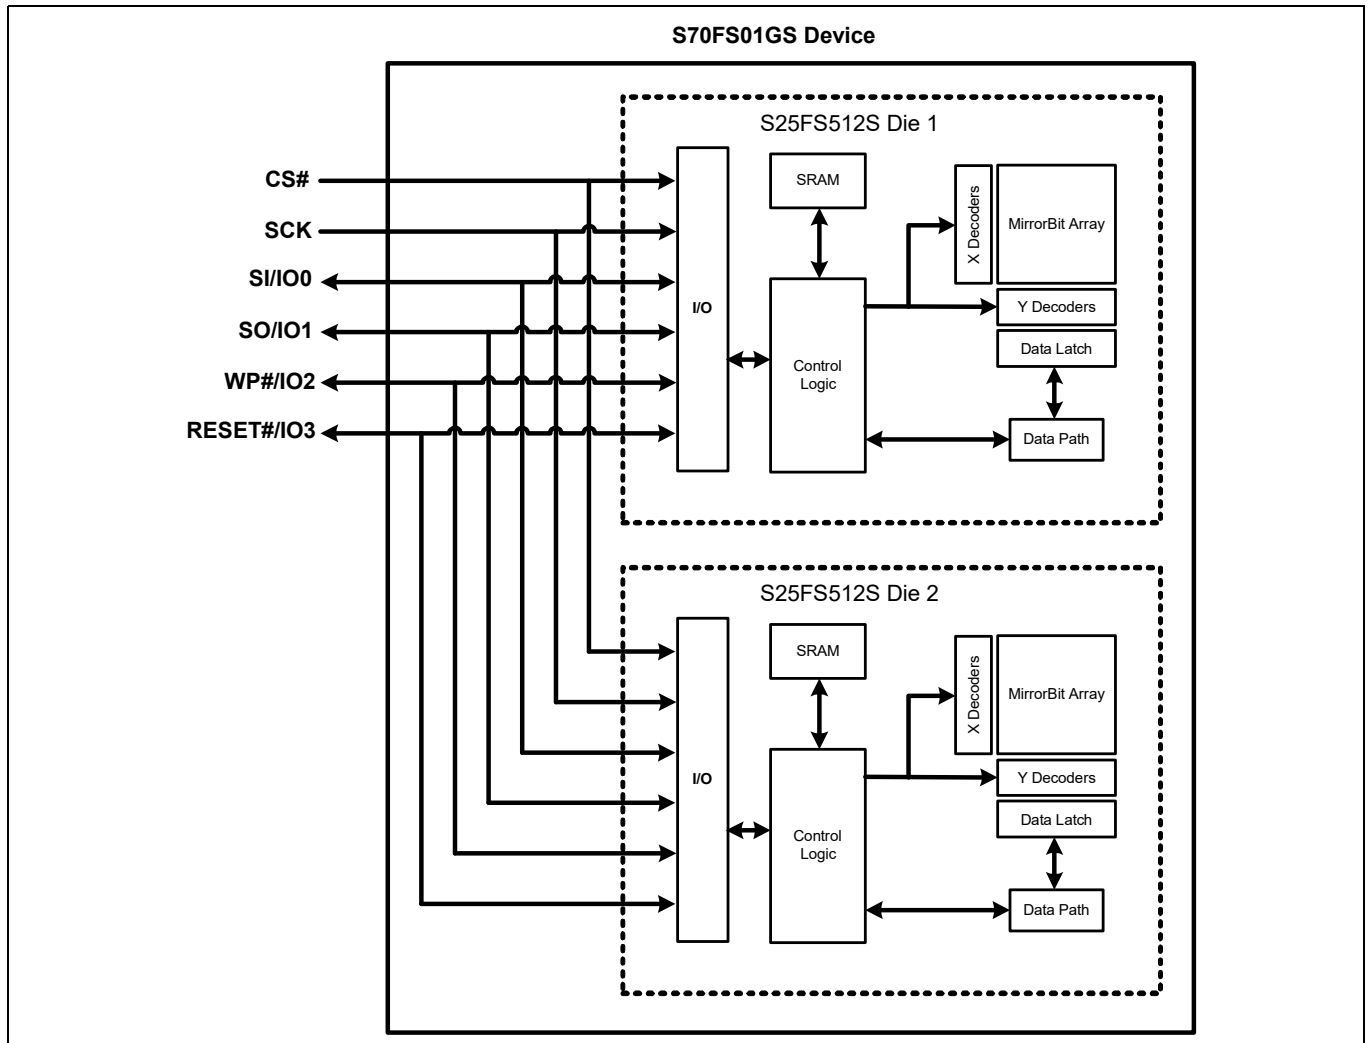 S70FS01GS Device
CS#
SCK
SI/IO0
SO/IO1
WP#/IO2
RESET#/IO3
S25FS512S Die 1
I/O
SRAM
Control
Logic
X Decoders
MirrorBit Array
Y Decoders
Data Latch
Data Path
S25FS512S Die 2
I/O
SRAM
Control
Logic
X Decoders
MirrorBit Array
Y Decoders
Data Latch
Data Path